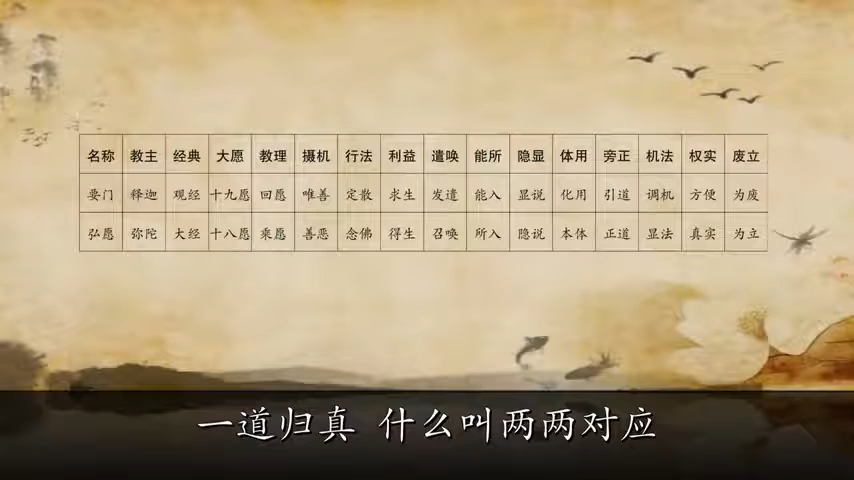 名称 教主 经典 大愿 教理 摄机 行法 利益 遣唤 能所 隐显 体用 旁正 机法 权实 废立
要门 释迦 观经 十九愿 回愿 唯善 定散 求生 发遣 能入 显说 化用 引道 调机 方便 为废
弘愿 弥陀 大经 十八愿 乘愿 善恶 念佛 得生 召唤 所入 隐说 本体 正道 显法 真实 为立
一道归真 什么叫两两对应